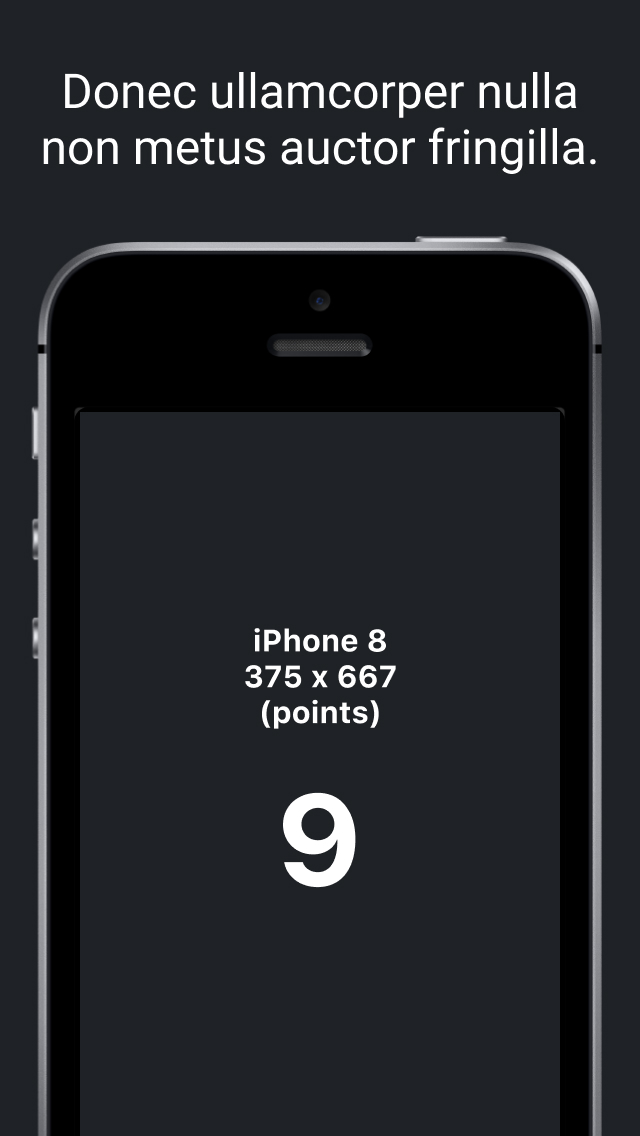 Donec ullamcorper nulla
non metus auctor fringilla.
iPhone 8
375 x 667
(points)
9